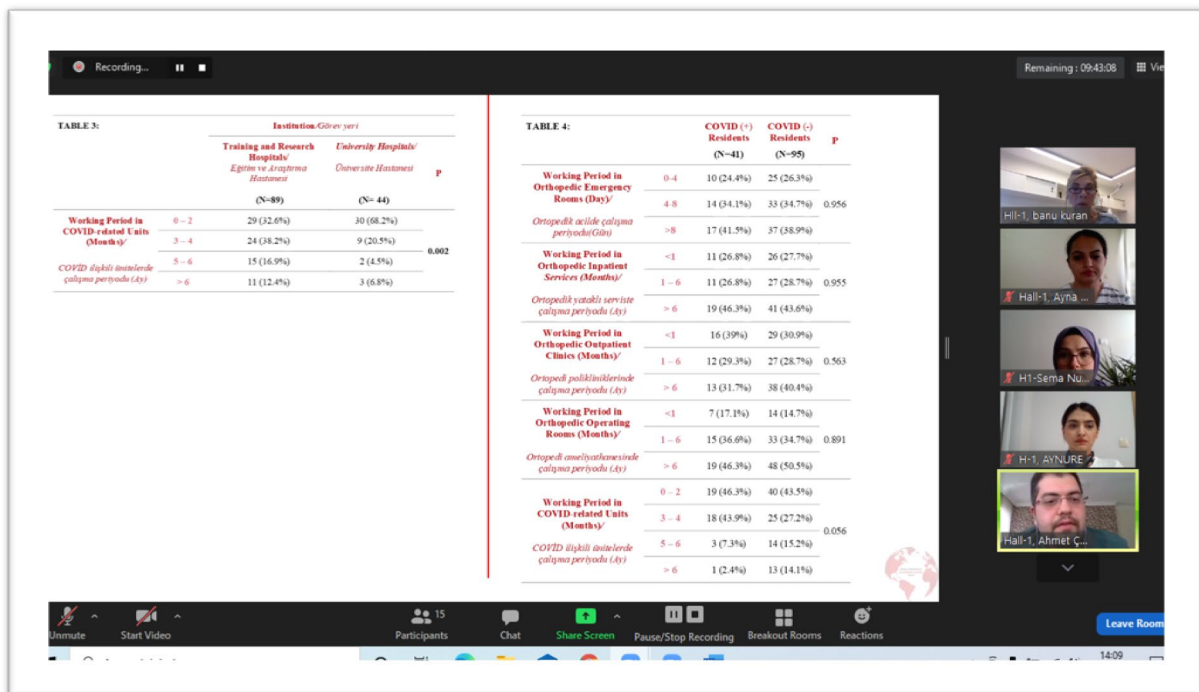 Recording...
Remaining : 09:43:08
Vie
TABLE 3:
Institution/Görev yeri
Training and Research Hospitals/
Eğitim ve Araştırma Hastanesi
(N=89)
University Hospitals/
Üniversite Hastanesi
(N= 44)
P
Working Period in COVID-related Units (Months)/
COVID ilişkili ünitelerde çalışma periyodu (Ay)
0 – 2 29 (32.6%) 30 (68.2%)
3 – 4 24 (38.2%) 9 (20.5%)
0.002
5 – 6 15 (16.9%) 2 (4.5%)
> 6 11 (12.4%) 3 (6.8%)
TABLE 4:
COVID (+) Residents
(N=41)
COVID (-) Residents
(N=95)
P
Working Period in Orthopedic Emergency Rooms (Day)/
Ortopedik acilde çalışma periyodu(Gün)
0-4 10 (24.4%) 25 (26.3%)
4-8 14 (34.1%) 33 (34.7%) 0.956
>8 17 (41.5%) 37 (38.9%)
Working Period in Orthopedic Inpatient Services (Months)/
Ortopedik yataklı serviste çalışma periyodu (Ay)
<1 11 (26.8%) 26 (27.7%)
1 – 6 11 (26.8%) 27 (28.7%) 0.955
> 6 19 (46.3%) 41 (43.6%)
Working Period in Orthopedic Outpatient Clinics (Months)/
Ortopedi polikliniklerinde çalışma periyodu (Ay)
<1 16 (39%) 29 (30.9%)
1 – 6 12 (29.3%) 27 (28.7%) 0.563
> 6 13 (31.7%) 38 (40.4%)
Working Period in Orthopedic Operating Rooms (Months)/
Ortopedi ameliyathanesinde çalışma periyodu (Ay)
<1 7 (17.1%) 14 (14.7%)
1 – 6 15 (36.6%) 33 (34.7%) 0.891
> 6 19 (46.3%) 48 (50.5%)
Working Period in COVID-related Units (Months)/
COVİD ilişkili ünitelerde çalışma periyodu (Ay)
0 – 2 19 (46.3%) 40 (43.5%)
3 – 4 18 (43.9%) 25 (27.2%)
0.056
5 – 6 3 (7.3%) 14 (15.2%)
> 6 1 (2.4%) 13 (14.1%)
Hll-1, banu kuran
Hall-1, Ayna ...
H1-Sema Nu...
H-1, AYNURE
Hall-1, Ahmet Ç...
Unmute
Start Video
15
Participants
Chat
Share Screen
Pause/Stop Recording
Breakout Rooms
Reactions
Leave Room
14:09